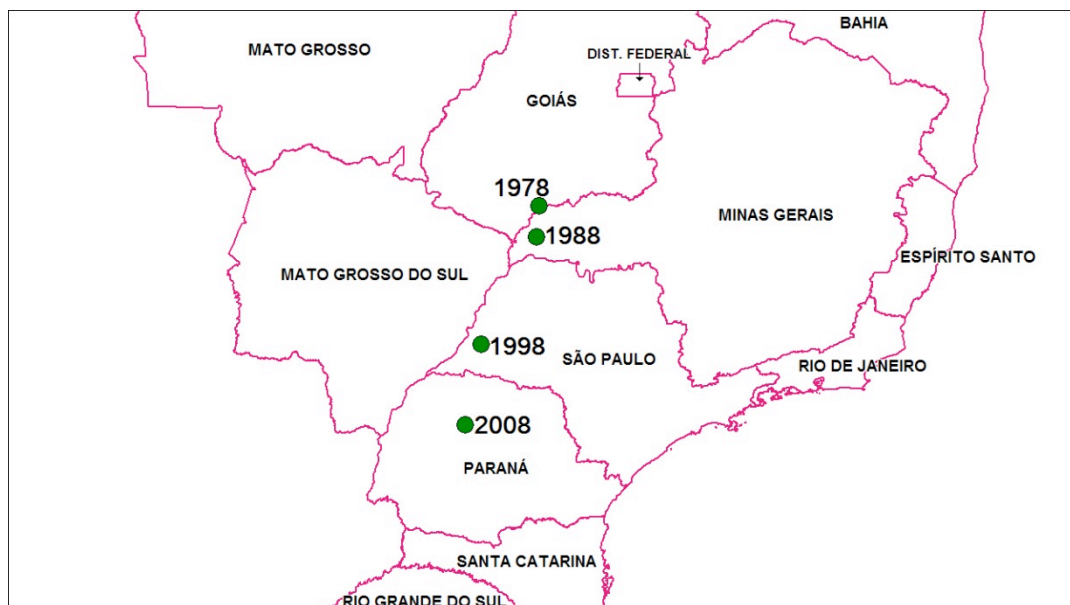 BAHIA
MATO GROSSO
DIST. FEDERAL
GOIÁS
1978
MINAS GERAIS
1988
ESPÍRITO SANTO
MATO GROSSO DO SUL
1998
SÃO PAULO
RIO DE JANEIRO
2008
PARANÁ
SANTA CATARINA
RIO GRANDE DO SUL